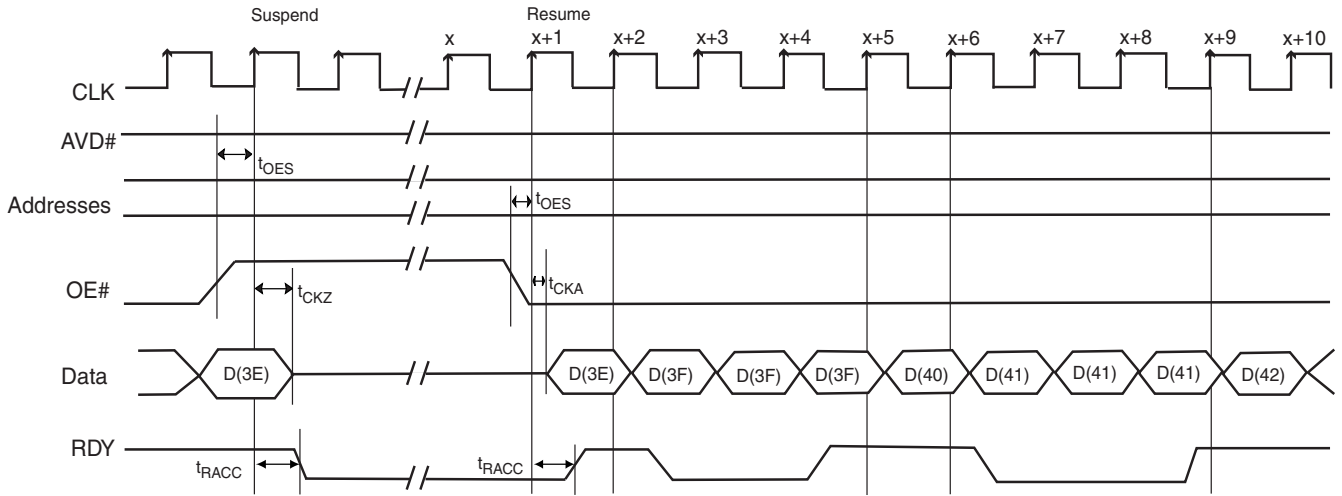 Suspend Resume
x x+1 x+2 x+3 x+4 x+5 x+6 x+7 x+8 x+9 x+10
CLK
AVD#
tOES
Addresses
tOES
OE#
tCKZ
tCKA
Data
D(3E) D(3E) D(3F) D(3F) D(3F) D(40) D(41) D(41) D(41) D(42)
RDY
tRACC tRACC